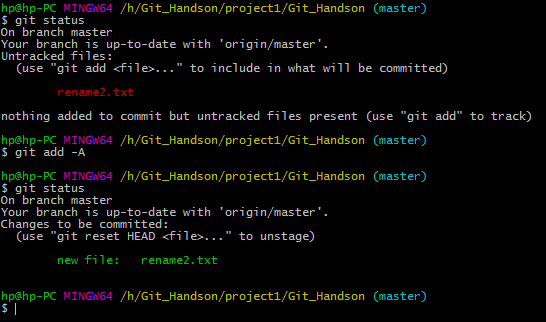 hp@hp-PC MINGW64 /h/Git_Handson/project1/Git_Handson (master)
$ git status
On branch master
Your branch is up-to-date with 'origin/master'.
Untracked files:
  (use "git add <file>..." to include in what will be committed)

        rename2.txt

nothing added to commit but untracked files present (use "git add" to track)

hp@hp-PC MINGW64 /h/Git_Handson/project1/Git_Handson (master)
$ git add -A

hp@hp-PC MINGW64 /h/Git_Handson/project1/Git_Handson (master)
$ git status
On branch master
Your branch is up-to-date with 'origin/master'.
Changes to be committed:
  (use "git reset HEAD <file>..." to unstage)

        new file:   rename2.txt


hp@hp-PC MINGW64 /h/Git_Handson/project1/Git_Handson (master)
$